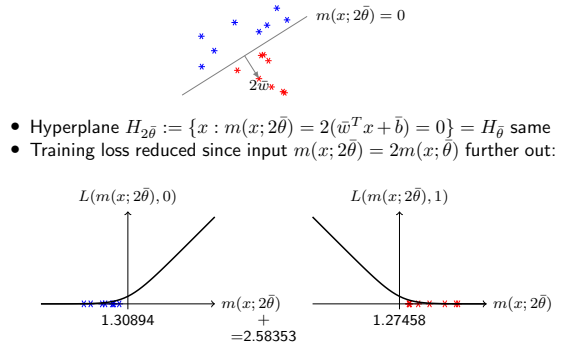 m(x; 2θ̄) = 0
2w̄
• Hyperplane H_{2θ̄} := {x : m(x; 2θ̄) = 2(w̄^T x + b̄) = 0} = H_{θ̄} same
• Training loss reduced since input m(x; 2θ̄) = 2m(x; θ̄) further out:
L(m(x; 2θ̄), 0) L(m(x; 2θ̄), 1)
m(x; 2θ̄) m(x; 2θ̄)
1.30894 + 1.27458
=2.58353